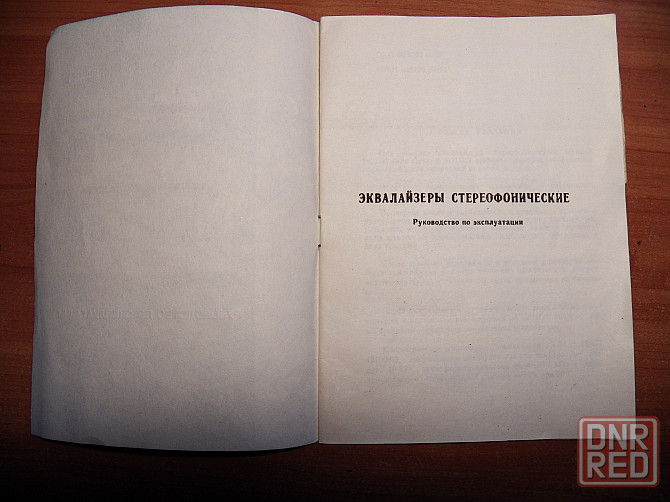 ЭКВАЛАЙЗЕРЫ СТЕРЕОФОНИЧЕСКИЕ
Руководство по эксплуатации
DNR
RED